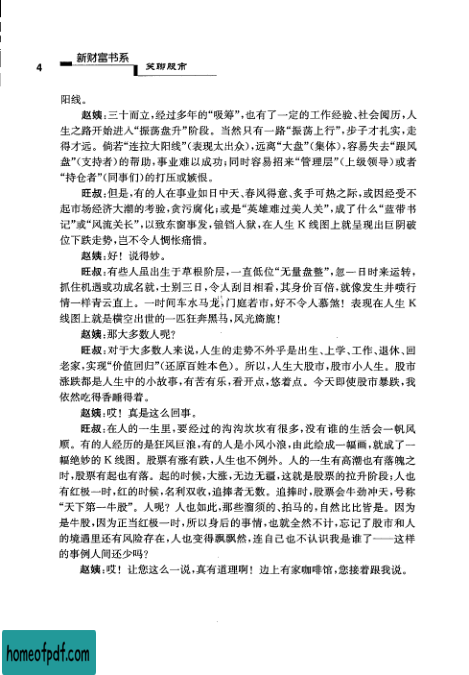 新财富书系
4
笑聊股市
阳线。
赵姨:三十而立,经过多年的“吸筹”,也有了一定的工作经验、社会阅历,人
生之路开始进入“振荡盘升”阶段。当然只有一路“振荡上行”,步子才扎实,走
得才远。倘若“连拉大阳线”(表现太出众),远离“大盘”(集体),容易失去“跟风
盘”(支持者)的帮助,事业难以成功;同时容易招来“管理层”(上级领导)或者
“持仓者”(同事们)的打压或嫉恨。
旺叔:但是,有的人在事业如日中天、春风得意、炙手可热之际,或因经受不
起市场经济大潮的考验,贪污腐化;或是“英雄难过美人关”,成了什么“蓝带书
记”或“风流关长”,以致东窗事发,锒铛入狱,在人生 K 线图上就呈现出巨阴破
位下跌走势,岂不令人惆怅痛惜。
赵姨:好!说得妙。
旺叔:有些人虽出生于草根阶层,一直低位“无量盘整”,忽一日时来运转,
抓住机遇或功成名就,士别三日,令人刮目相看,其身价百倍,就像发生井喷行
情一样青云直上。一时间车水马龙,门庭若市,好不令人慕煞!表现在人生 K
线图上就是横空出世的一匹狂奔黑马,风光旖旎!
赵姨:那大多数人呢?
旺叔:对于大多数人来说,人生的走势不外乎是出生、上学、工作、退休、回
老家,实现“价值回归”(还原百姓本色)。所以,人生大股市,股市小人生。股市
涨跌都是人生中的小故事,有苦有乐,看开点,悠着点。今天即使股市暴跌,我
依然吃得香睡得着。
赵姨:哎!真是这么回事。
旺叔:在人的一生里,要经过的沟沟坎坎有很多,没有谁的生活会一帆风
顺。有的人经历的是狂风巨浪,有的人是小风小浪,由此绘成一幅画,就成了一
幅绝妙的 K 线图。股票有涨有跌,人生也不例外。人的一生有高潮也有落魄之
时,股票有起也有落。起的时候,大涨,无边无疆,这就是股票的拉升阶段;人也
有红极一时,红的时候,名利双收,追捧者无数。追捧时,股票会牛劲冲天,号称
“天下第一牛股”。人呢?人也如此,那些溜须的、拍马的,自然比比皆是。因为
是牛股,因为正当红极一时,所以身后的事情,也就全然不计,忘记了股市和人
的境遇里还有风险存在,人也变得飘飘然,连自己也不认识我是谁了——这样
的事例人间还少吗?
赵姨:哎!让您这么一说,真有道理啊!边上有家咖啡馆,您接着跟我说。
homeofpdf.com